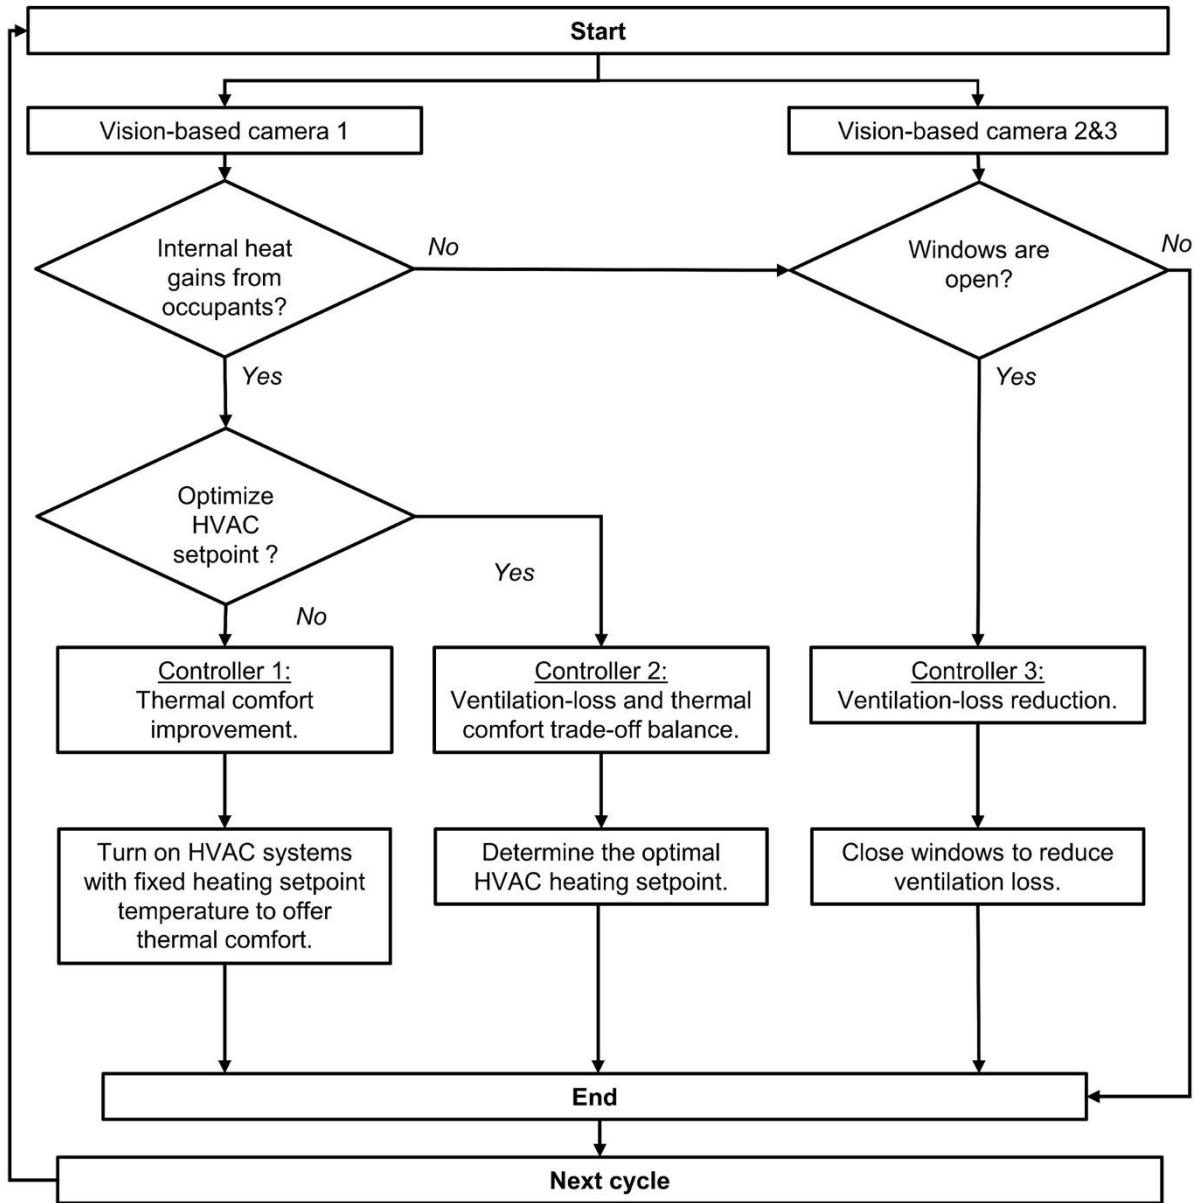 Start
Vision-based camera 1
Vision-based camera 2&3
Internal heat
gains from
occupants?
No
Windows are
open?
No
Yes
Yes
Optimize
HVAC
setpoint ?
Yes
No
Controller 1:
Thermal comfort
improvement.
Controller 2:
Ventilation-loss and thermal
comfort trade-off balance.
Controller 3:
Ventilation-loss reduction.
Turn on HVAC systems
with fixed heating setpoint
temperature to offer
thermal comfort.
Determine the optimal
HVAC heating setpoint.
Close windows to reduce
ventilation loss.
End
Next cycle